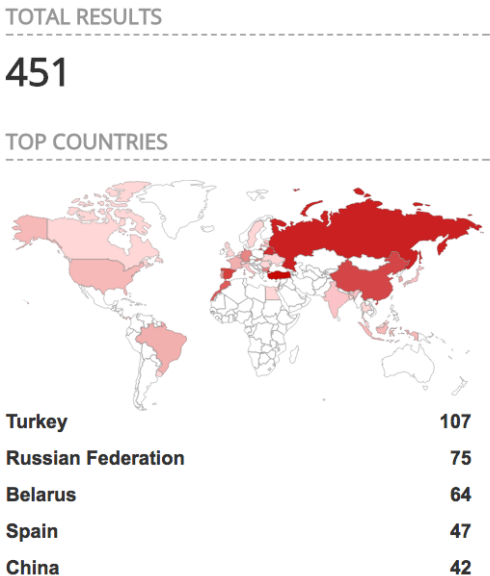 TOTAL RESULTS
451
TOP COUNTRIES
Turkey 107
Russian Federation 75
Belarus 64
Spain 47
China 42